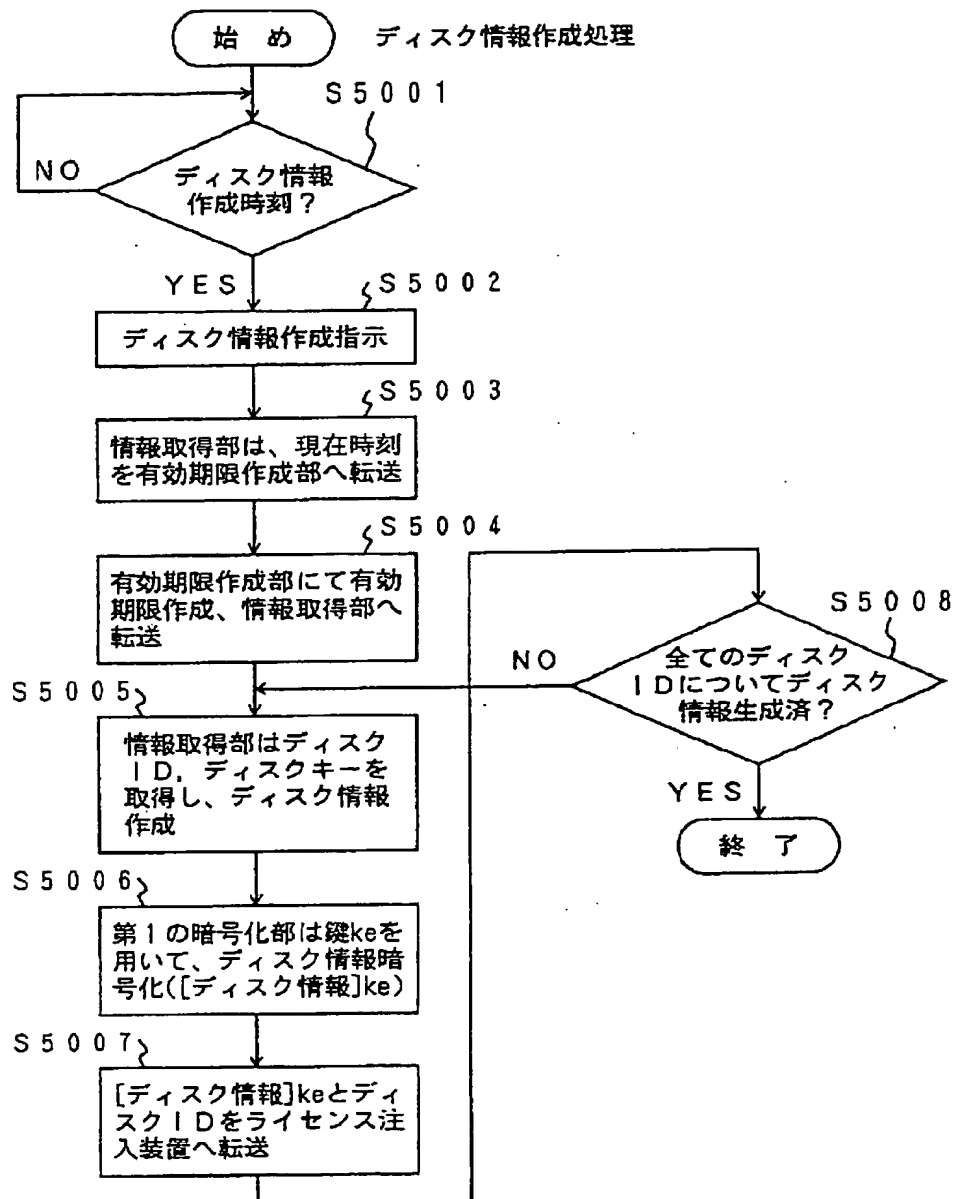 始 め
ディスク情報作成処理
S5001
NO
ディスク情報
作成時刻?
YES
S5002
ディスク情報作成指示
S5003
情報取得部は、現在時刻
を有効期限作成部へ転送
S5004
有効期限作成部にて有効
期限作成、情報取得部へ
転送
S5005
情報取得部はディスク
ID,ディスクキーを
取得し、ディスク情報
作成
S5006
第1の暗号化部は鍵keを
用いて、ディスク情報暗
号化([ディスク情報]ke)
S5007
[ディスク情報]keとディ
スクIDをライセンス注
入装置へ転送
S5008
全てのディスク
IDについてディスク
情報生成済?
NO
YES
終 了